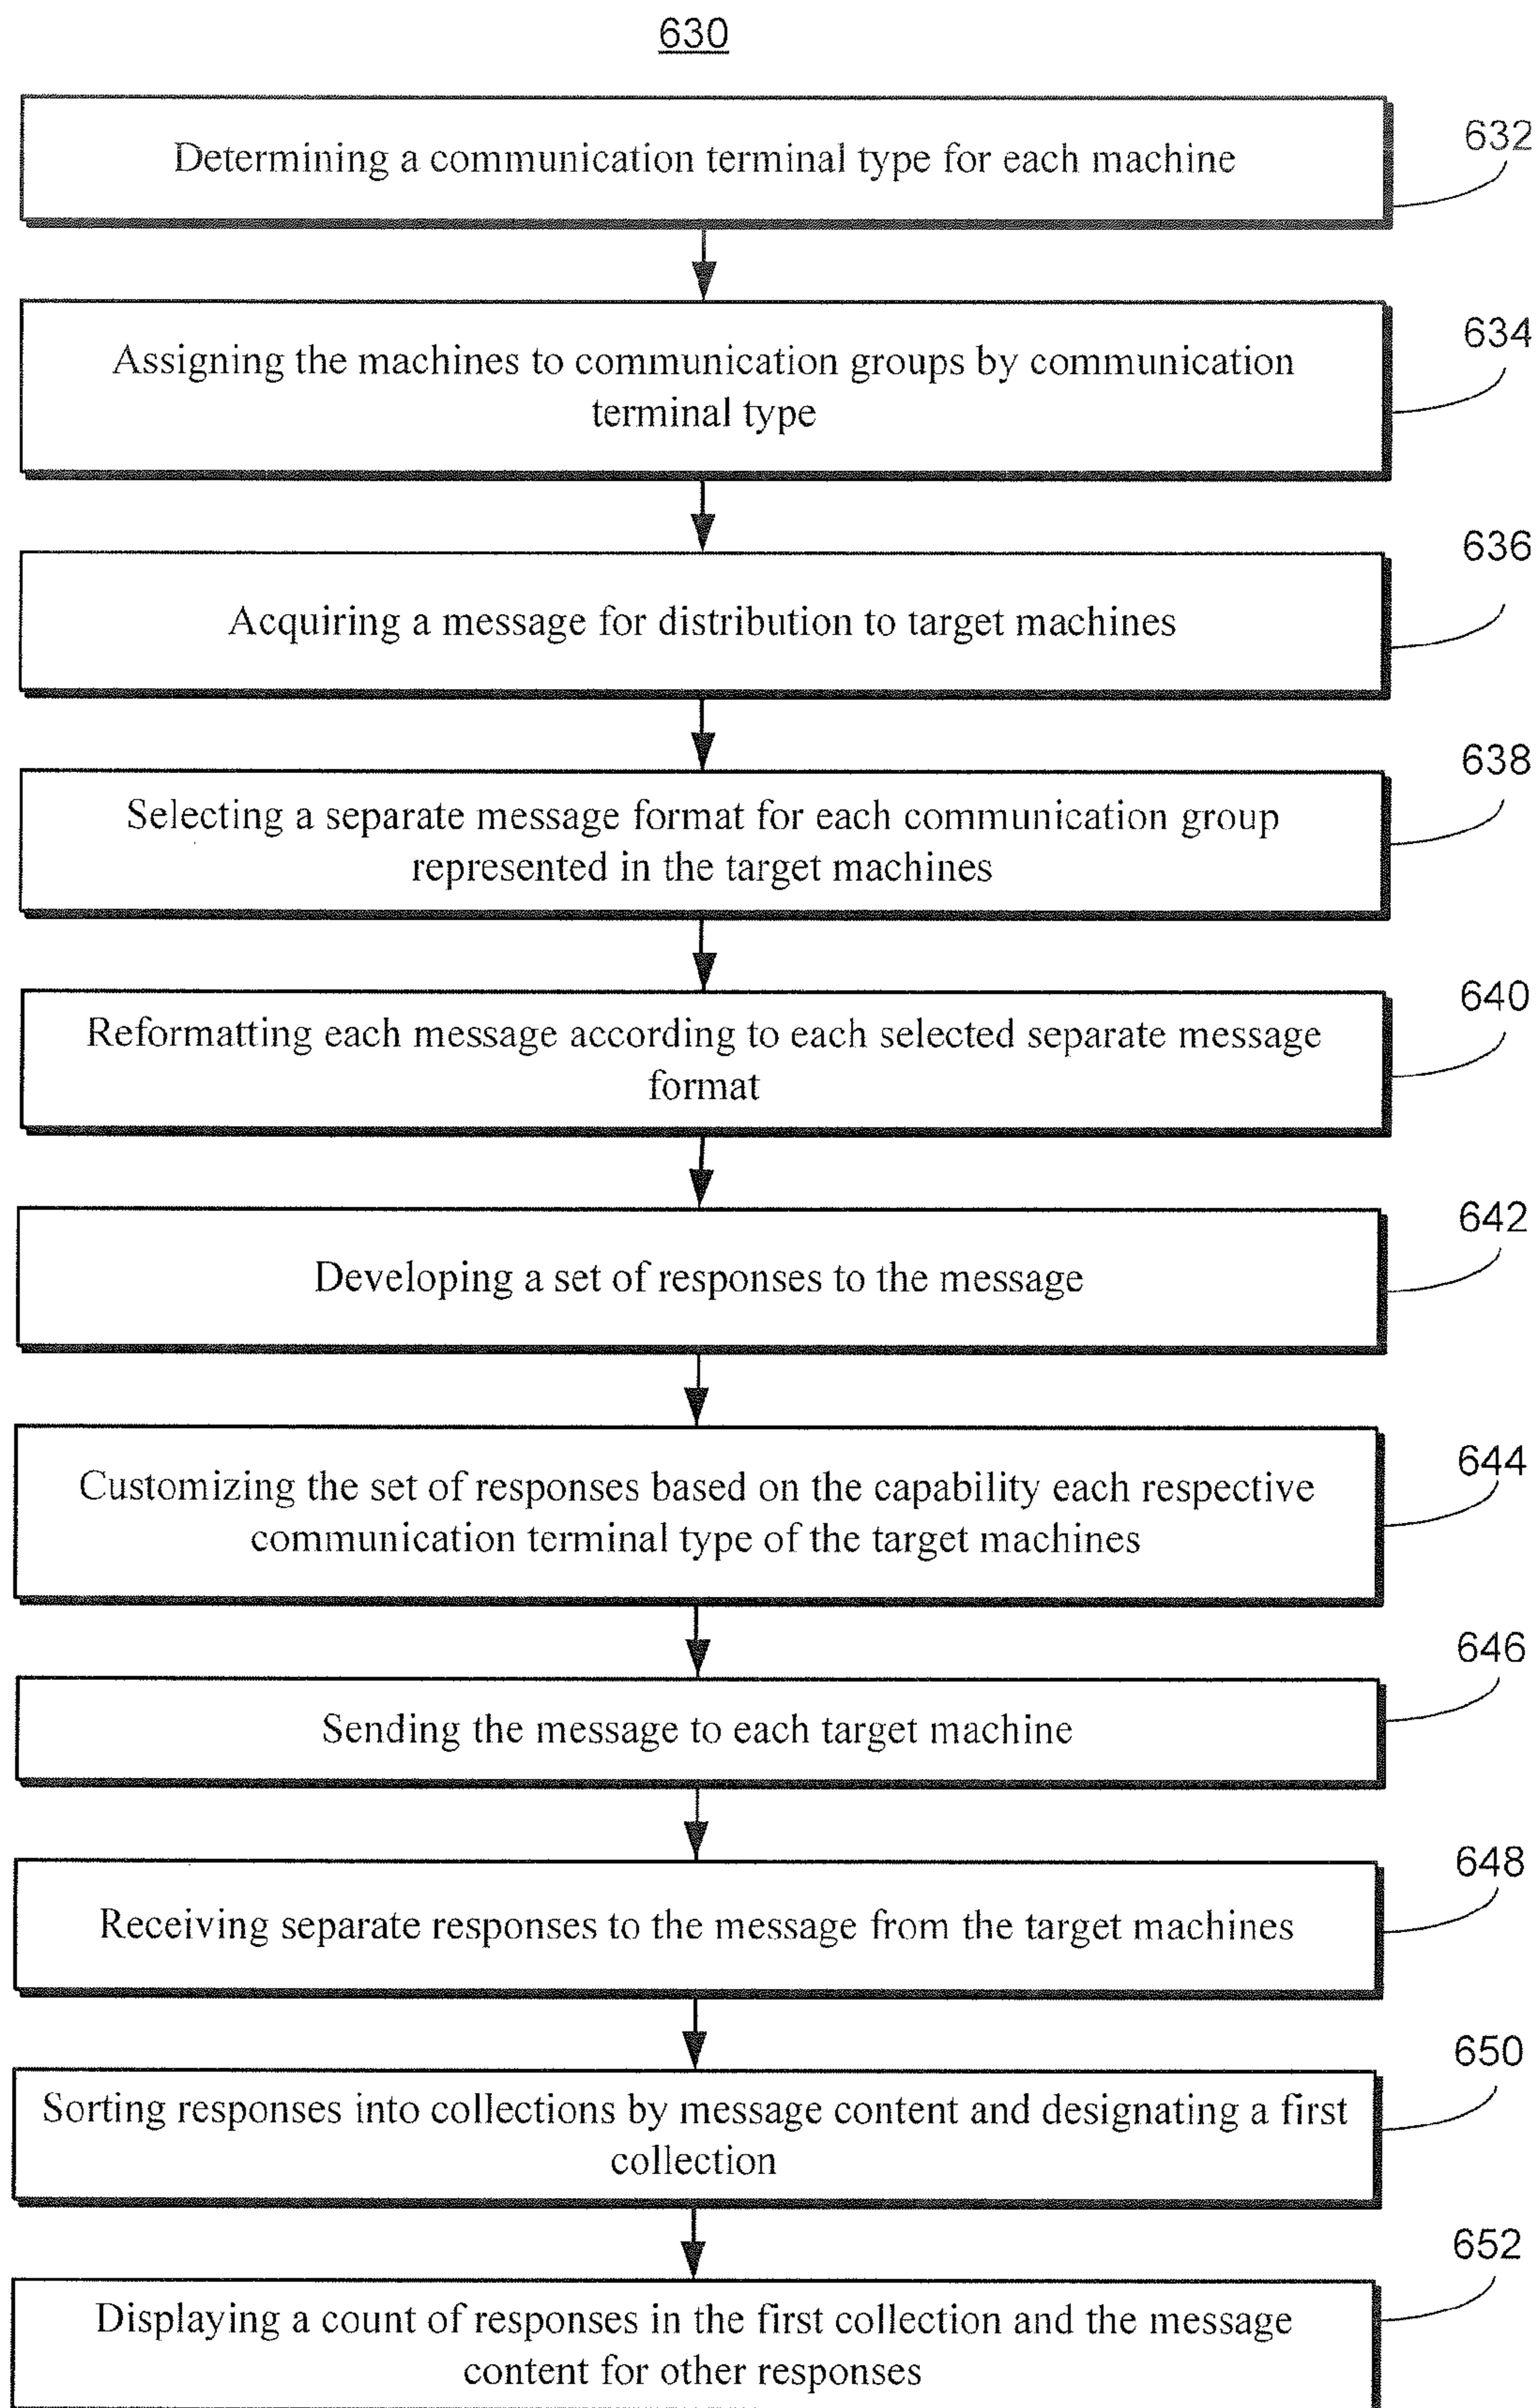 630
Determining a communication terminal type for each machine
632
Assigning the machines to communication groups by communication
terminal type
634
Acquiring a message for distribution to target machines
636
Selecting a separate message format for each communication group
represented in the target machines
638
Reformatting each message according to each selected separate message
format
640
Developing a set of responses to the message
642
Customizing the set of responses based on the capability each respective
communication terminal type of the target machines
644
Sending the message to each target machine
646
Receiving separate responses to the message from the target machines
648
Sorting responses into collections by message content and designating a first
collection
650
Displaying a count of responses in the first collection and the message
content for other responses
652